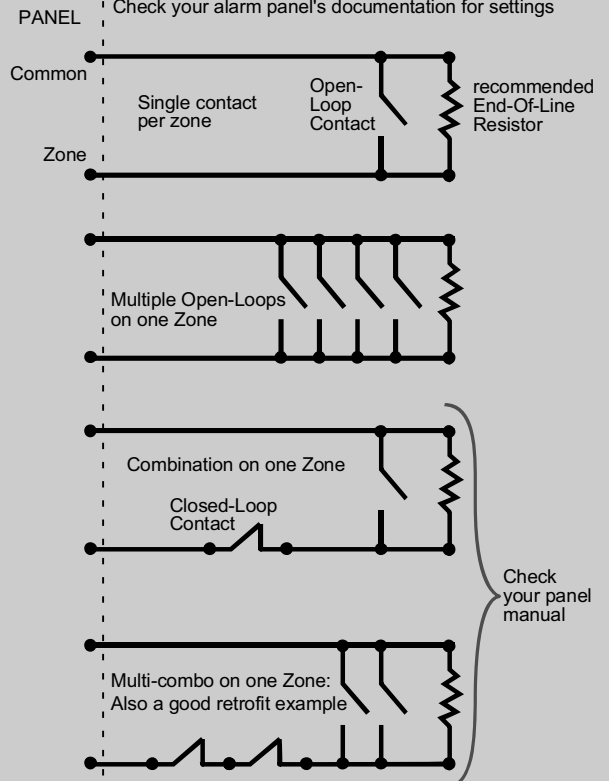 Check your alarm panel's documentation for settings
PANEL
Common
Single contact
per zone
Open-
Loop
Contact
recommended
End-Of-Line
Resistor
Zone
Multiple Open-Loops
on one Zone
Combination on one Zone
Closed-Loop
Contact
Check
your panel
manual
Multi-combo on one Zone:
Also a good retrofit example